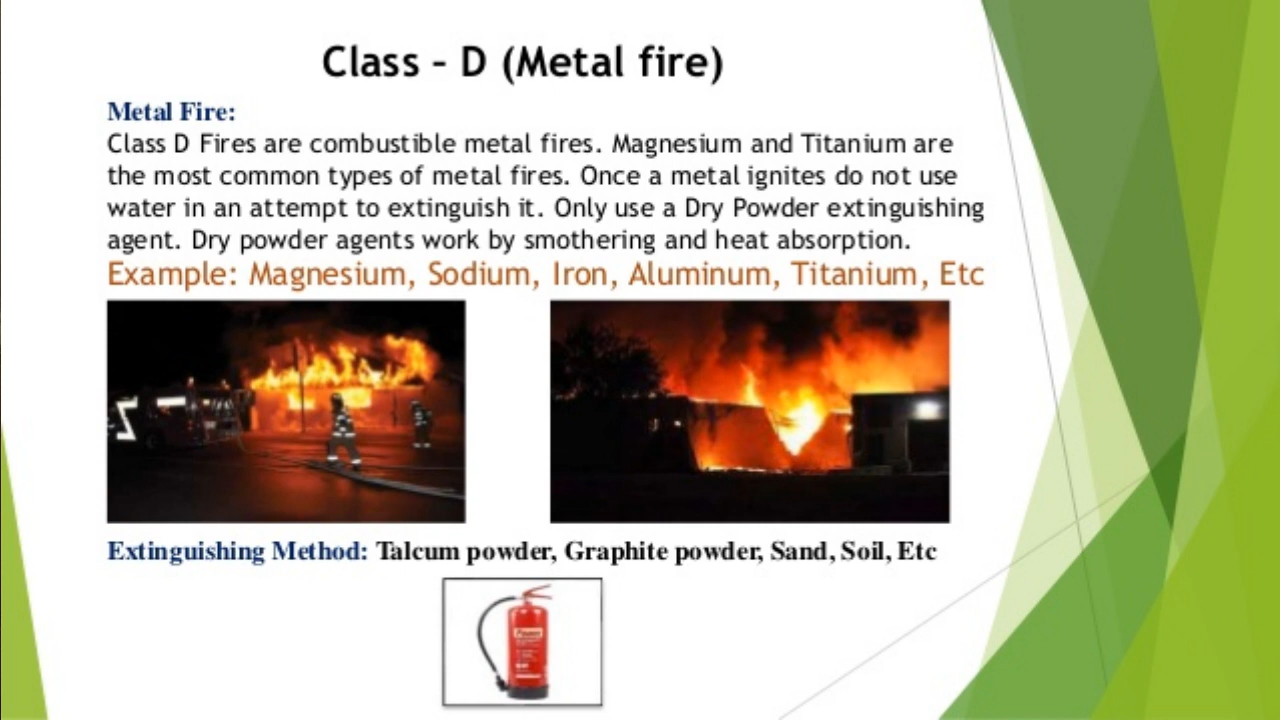 Class – D (Metal fire)
Metal Fire:
Class D Fires are combustible metal fires. Magnesium and Titanium are
the most common types of metal fires. Once a metal ignites do not use
water in an attempt to extinguish it. Only use a Dry Powder extinguishing
agent. Dry powder agents work by smothering and heat absorption.
Example: Magnesium, Sodium, Iron, Aluminum, Titanium, Etc
Extinguishing Method: Talcum powder, Graphite powder, Sand, Soil, Etc
Powder